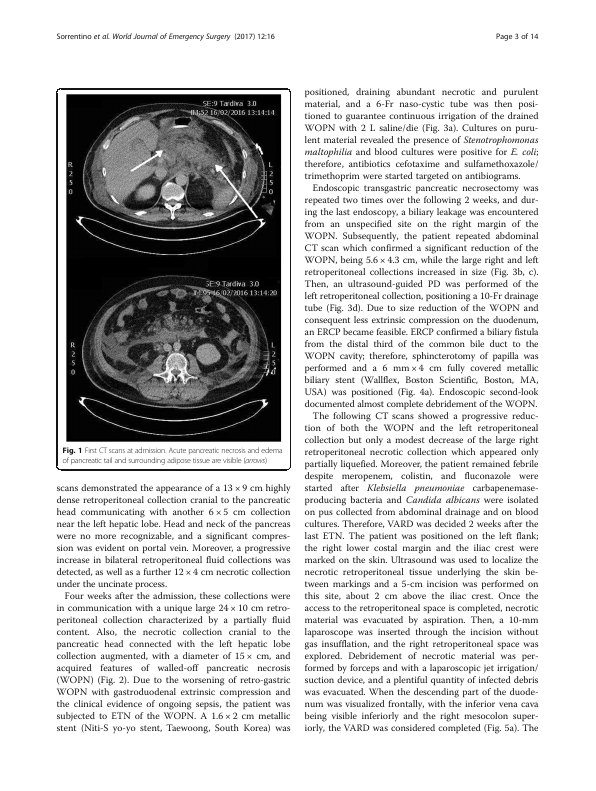 Sorrentino et al. World Journal of Emergency Surgery (2017) 12:16
Page 3 of 14
SE:9 Tardiva 3.0
16/02/2016 13:14:14
R
2
5
0
L
2
5
0
SE:9 Tardiva 3.0
16/02/2016 13:14:20
R
2
5
0
L
2
5
0
Fig. 1 First CT scans at admission. Acute pancreatic necrosis and edema
of pancreatic tail and surrounding adipose tissue are visible (arrows)
scans demonstrated the appearance of a 13 × 9 cm highly
dense retroperitoneal collection cranial to the pancreatic
head communicating with another 6 × 5 cm collection
near the left hepatic lobe. Head and neck of the pancreas
were no more recognizable, and a significant compres-
sion was evident on portal vein. Moreover, a progressive
increase in bilateral retroperitoneal fluid collections was
detected, as well as a further 12 × 4 cm necrotic collection
under the uncinate process.
Four weeks after the admission, these collections were
in communication with a unique large 24 × 10 cm retro-
peritoneal collection characterized by a partially fluid
content. Also, the necrotic collection cranial to the
pancreatic head connected with the left hepatic lobe
collection augmented, with a diameter of 15 × cm, and
acquired features of walled-off pancreatic necrosis
(WOPN) (Fig. 2). Due to the worsening of retro-gastric
WOPN with gastroduodenal extrinsic compression and
the clinical evidence of ongoing sepsis, the patient was
subjected to ETN of the WOPN. A 1.6 × 2 cm metallic
stent (Niti-S yo-yo stent, Taewoong, South Korea) was
positioned, draining abundant necrotic and purulent
material, and a 6-Fr naso-cystic tube was then posi-
tioned to guarantee continuous irrigation of the drained
WOPN with 2 L saline/die (Fig. 3a). Cultures on puru-
lent material revealed the presence of Stenotrophomonas
maltophilia and blood cultures were positive for E. coli;
therefore, antibiotics cefotaxime and sulfamethoxazole/
trimethoprim were started targeted on antibiograms.
Endoscopic transgastric pancreatic necrosectomy was
repeated two times over the following 2 weeks, and dur-
ing the last endoscopy, a biliary leakage was encountered
from an unspecified site on the right margin of the
WOPN. Subsequently, the patient repeated abdominal
CT scan which confirmed a significant reduction of the
WOPN, being 5.6 × 4.3 cm, while the large right and left
retroperitoneal collections increased in size (Fig. 3b, c).
Then, an ultrasound-guided PD was performed of the
left retroperitoneal collection, positioning a 10-Fr drainage
tube (Fig. 3d). Due to size reduction of the WOPN and
consequent less extrinsic compression on the duodenum,
an ERCP became feasible. ERCP confirmed a biliary fistula
from the distal third of the common bile duct to the
WOPN cavity; therefore, sphincterotomy of papilla was
performed and a 6 mm × 4 cm fully covered metallic
biliary stent (Wallflex, Boston Scientific, Boston, MA,
USA) was positioned (Fig. 4a). Endoscopic second-look
documented almost complete debridement of the WOPN.
The following CT scans showed a progressive reduc-
tion of both the WOPN and the left retroperitoneal
collection but only a modest decrease of the large right
retroperitoneal necrotic collection which appeared only
partially liquefied. Moreover, the patient remained febrile
despite meropenem, colistin, and fluconazole were
started after Klebsiella pneumoniae carbapenemase-
producing bacteria and Candida albicans were isolated
on pus collected from abdominal drainage and on blood
cultures. Therefore, VARD was decided 2 weeks after the
last ETN. The patient was positioned on the left flank;
the right lower costal margin and the iliac crest were
marked on the skin. Ultrasound was used to localize the
necrotic retroperitoneal tissue underlying the skin be-
tween markings and a 5-cm incision was performed on
this site, about 2 cm above the iliac crest. Once the
access to the retroperitoneal space is completed, necrotic
material was evacuated by aspiration. Then, a 10-mm
laparoscope was inserted through the incision without
gas insufflation, and the right retroperitoneal space was
explored. Debridement of necrotic material was per-
formed by forceps and with a laparoscopic jet irrigation/
suction device, and a plentiful quantity of infected debris
was evacuated. When the descending part of the duode-
num was visualized frontally, with the inferior vena cava
being visible inferiorly and the right mesocolon super-
iorly, the VARD was considered completed (Fig. 5a). The